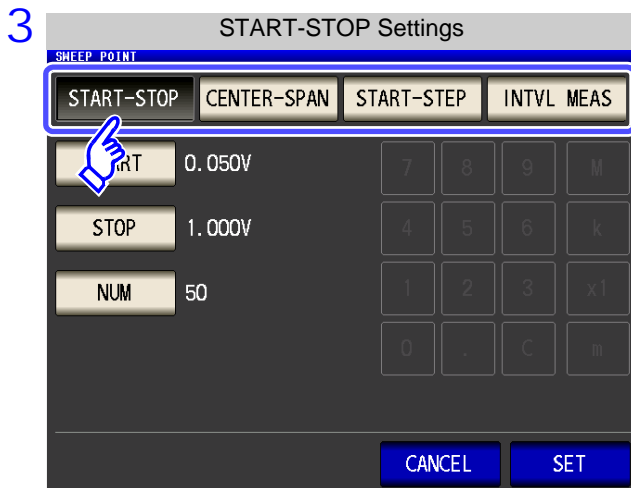 3
START-STOP Settings
SWEEP POINT
START-STOP CENTER-SPAN START-STEP INTVL MEAS
0.050V 7 8 9 M
STOP 1.000V 4 5 6 k
NUM 50 1 2 3 x1
0 . C m
CANCEL SET